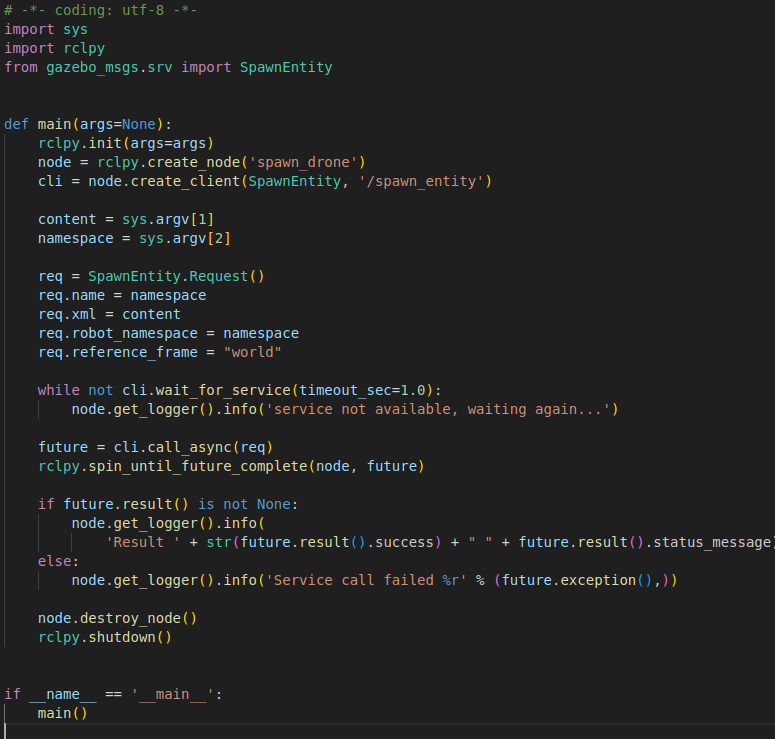 # -*- coding: utf-8 -*-
import sys
import rclpy
from gazebo_msgs.srv import SpawnEntity


def main(args=None):
    rclpy.init(args=args)
    node = rclpy.create_node('spawn_drone')
    cli = node.create_client(SpawnEntity, '/spawn_entity')

    content = sys.argv[1]
    namespace = sys.argv[2]

    req = SpawnEntity.Request()
    req.name = namespace
    req.xml = content
    req.robot_namespace = namespace
    req.reference_frame = "world"

    while not cli.wait_for_service(timeout_sec=1.0):
        node.get_logger().info('service not available, waiting again...')

    future = cli.call_async(req)
    rclpy.spin_until_future_complete(node, future)

    if future.result() is not None:
        node.get_logger().info(
            'Result ' + str(future.result().success) + " " + future.result().status_message)
    else:
        node.get_logger().info('Service call failed %r' % (future.exception(),))

    node.destroy_node()
    rclpy.shutdown()


if __name__ == '__main__':
    main()